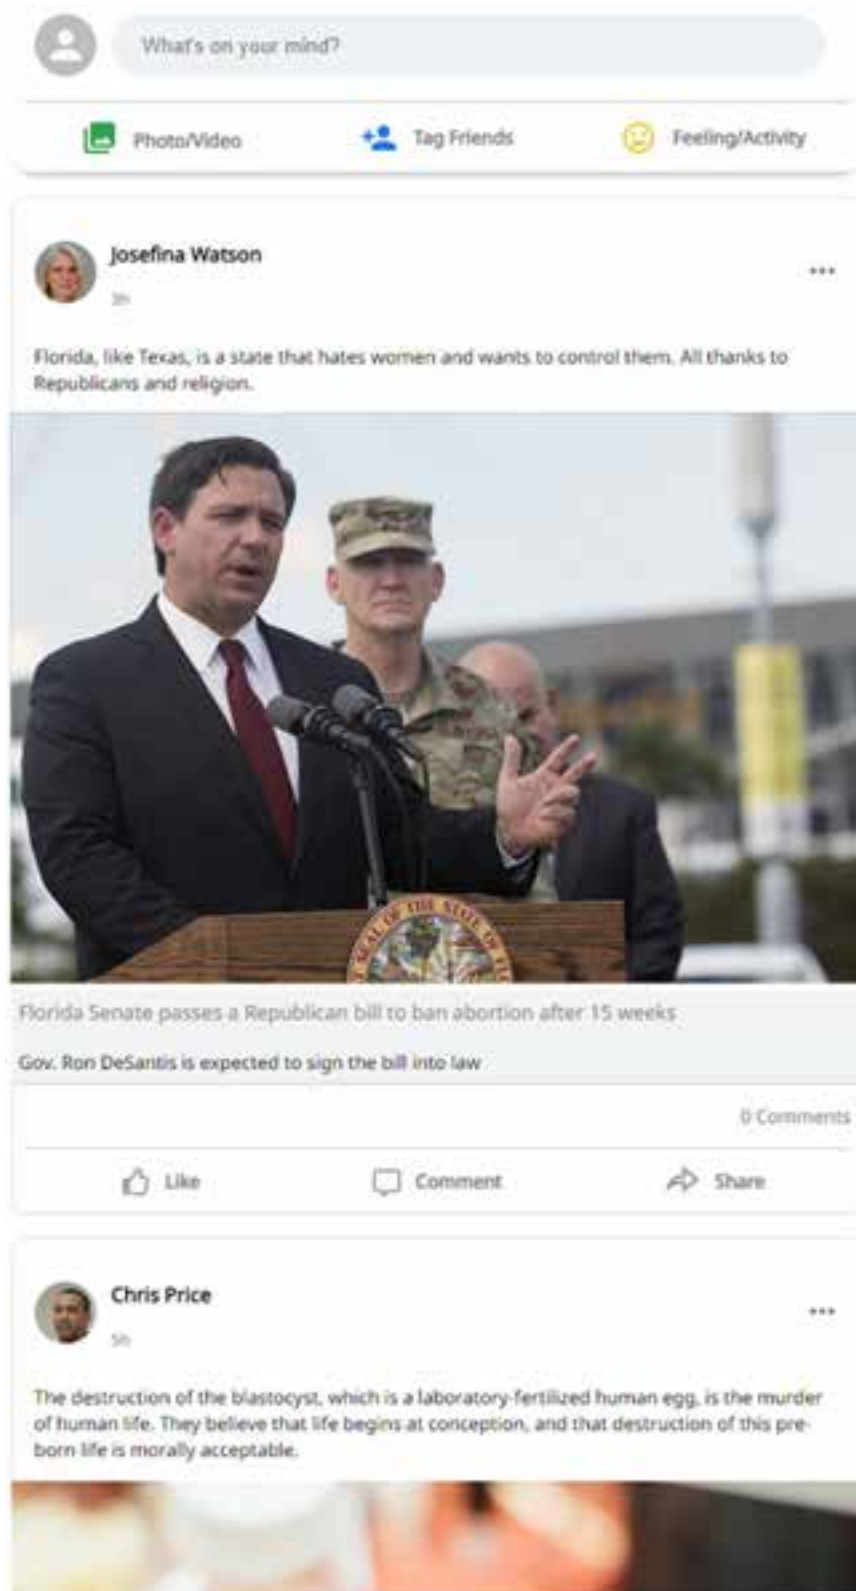 What's on your mind?
Photo/Video
Tag Friends
Feeling/Activity
Josefina Watson
3h
Florida, like Texas, is a state that hates women and wants to control them. All thanks to
Republicans and religion.
SEAL OF THE STATE OF
Florida Senate passes a Republican bill to ban abortion after 15 weeks
Gov. Ron DeSantis is expected to sign the bill into law
0 Comments
Like
Comment
Share
Chris Price
5h
The destruction of the blastocyst, which is a laboratory-fertilized human egg, is the murder
of human life. They believe that life begins at conception, and that destruction of this pre-
born life is morally acceptable.